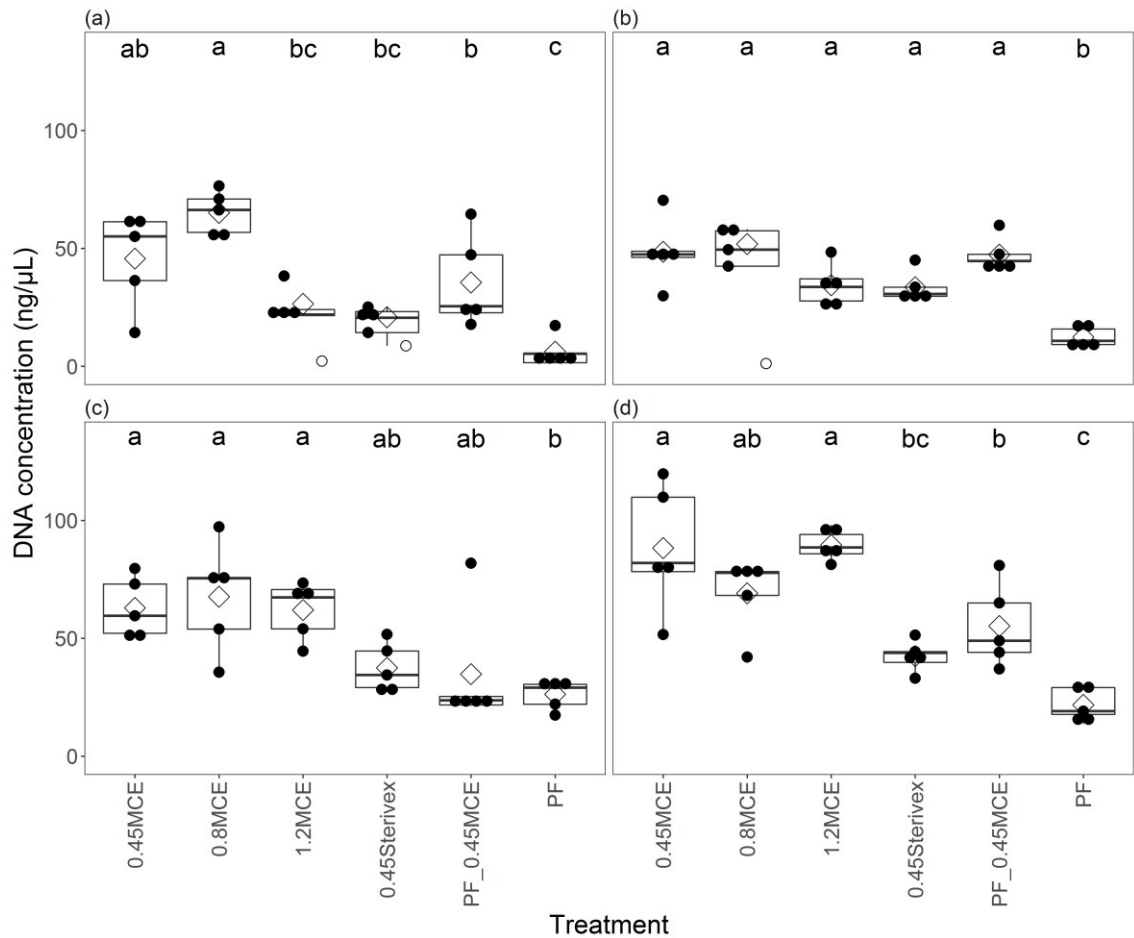 (a)
ab a bc bc b c
(b)
a a a a a b
100
50
0
(c)
a a a ab ab b
(d)
a ab a bc b c
100
50
0
DNA concentration (ng/µL)
0.45MCE
0.8MCE
1.2MCE
0.45Sterivex
PF_0.45MCE
PF
0.45MCE
0.8MCE
1.2MCE
0.45Sterivex
PF_0.45MCE
PF
Treatment